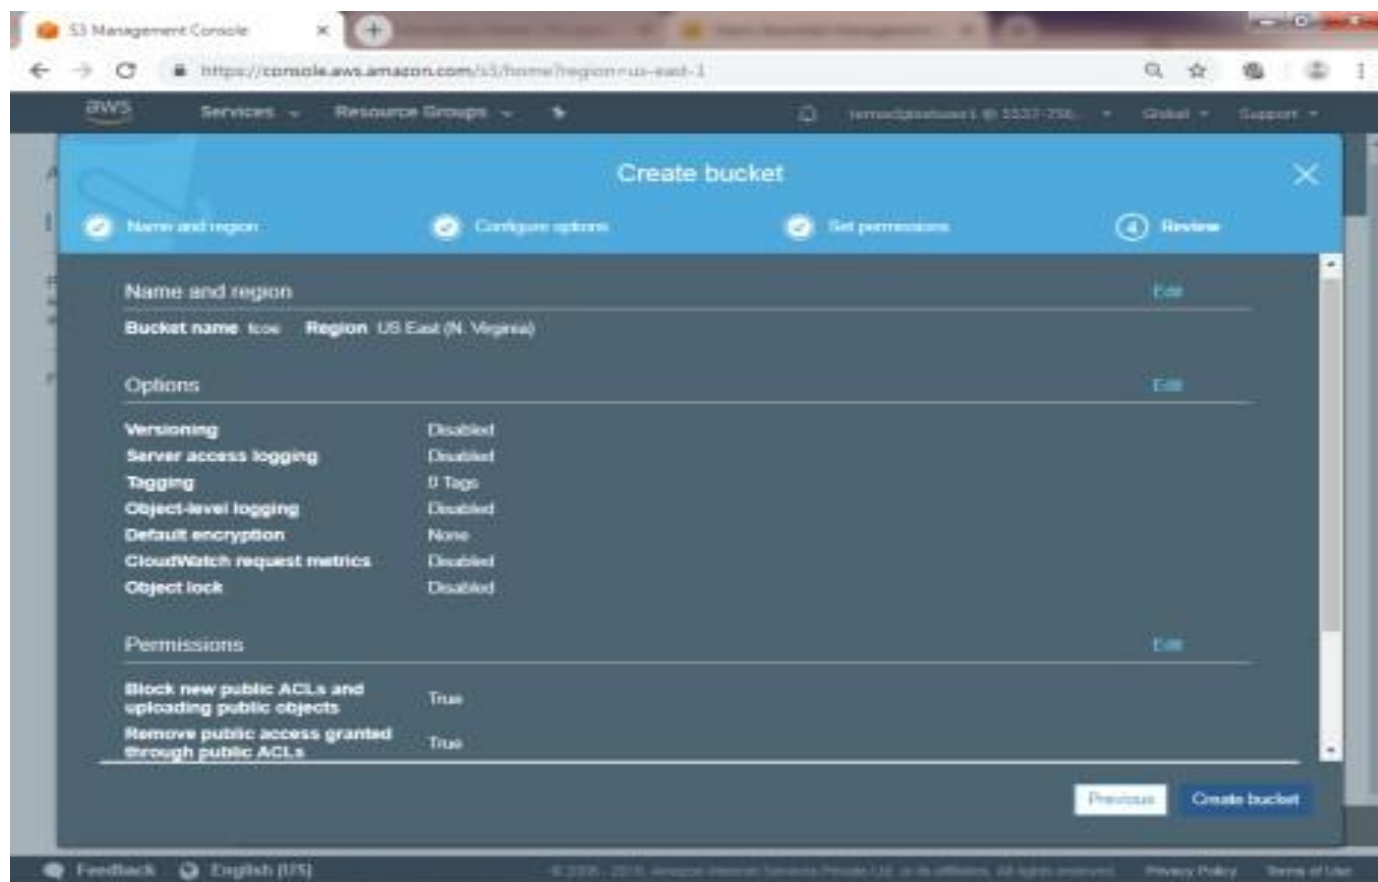 S3 Management Console
https://console.aws.amazon.com/s3/home?region=us-east-1
aws Services Resource Groups Global Support
Create bucket
Name and region Configure options Set permissions 4 Review
Name and region Edit
Bucket name Region US East (N. Virginia)
Options Edit
Versioning Disabled
Server access logging Disabled
Tagging 0 Tags
Object-level logging Disabled
Default encryption None
CloudWatch request metrics Disabled
Object lock Disabled
Permissions Edit
Block new public ACLs and
uploading public objects True
Remove public access granted
through public ACLs True
Previous Create bucket
Feedback English (US) Privacy Policy Terms of Use